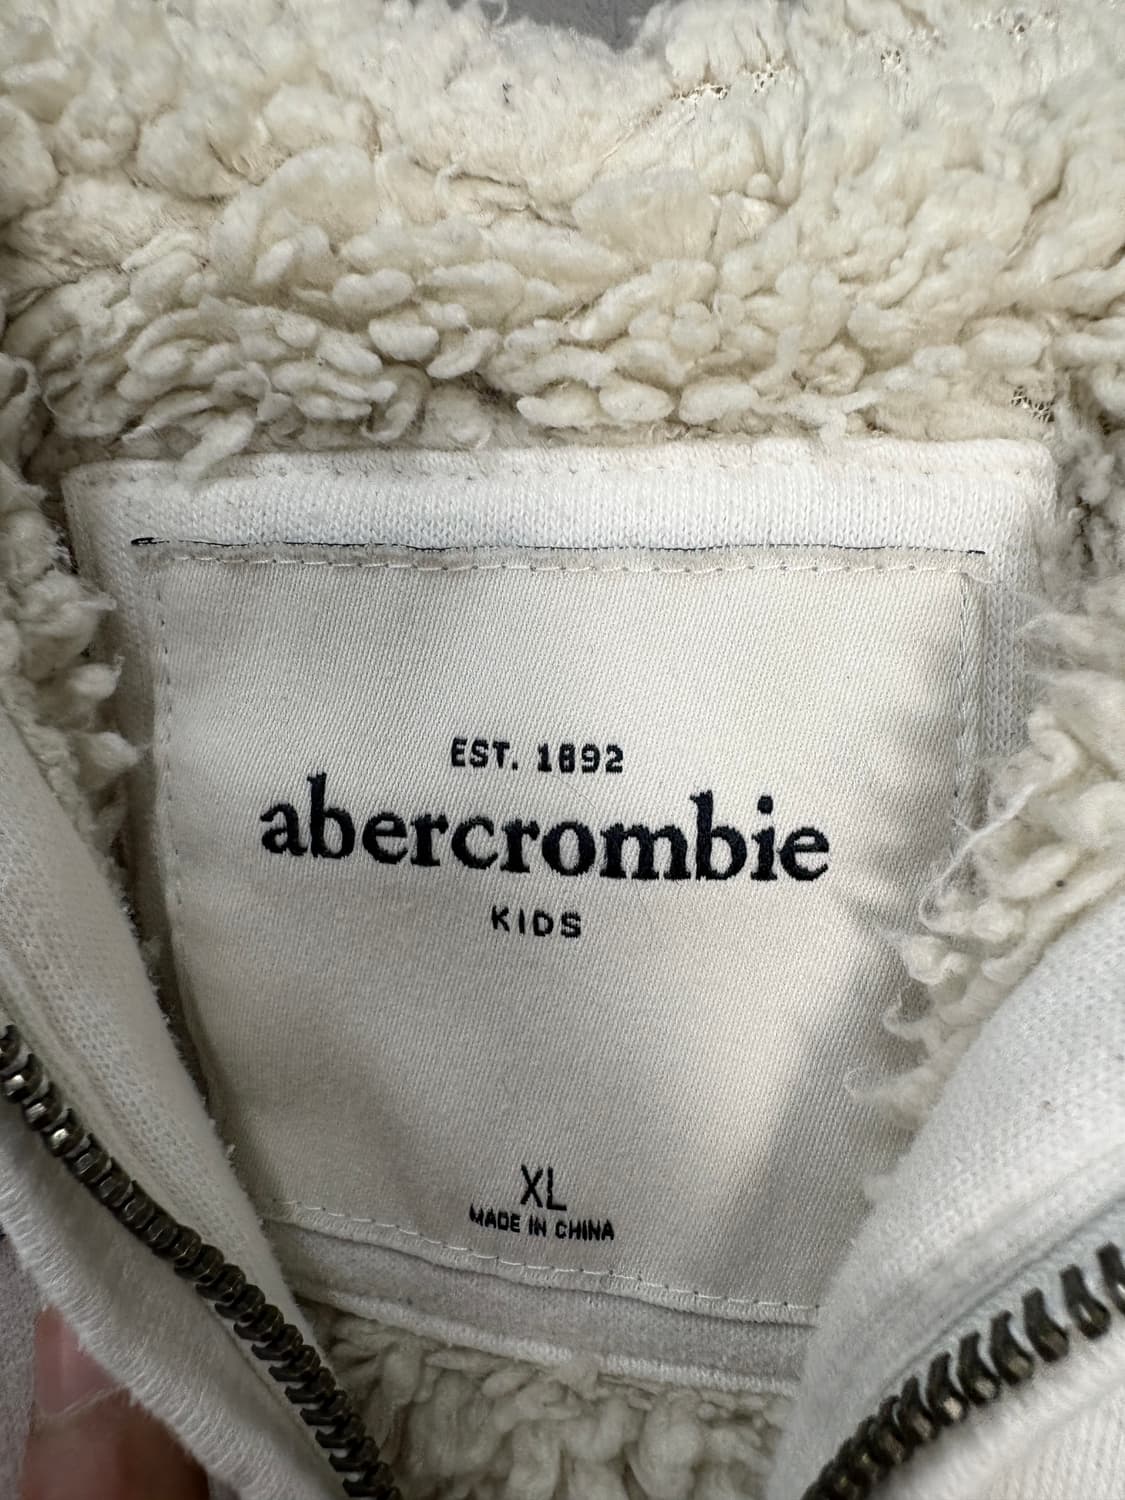 EST. 1892
abercrombie
KIDS
XL
MADE IN CHINA